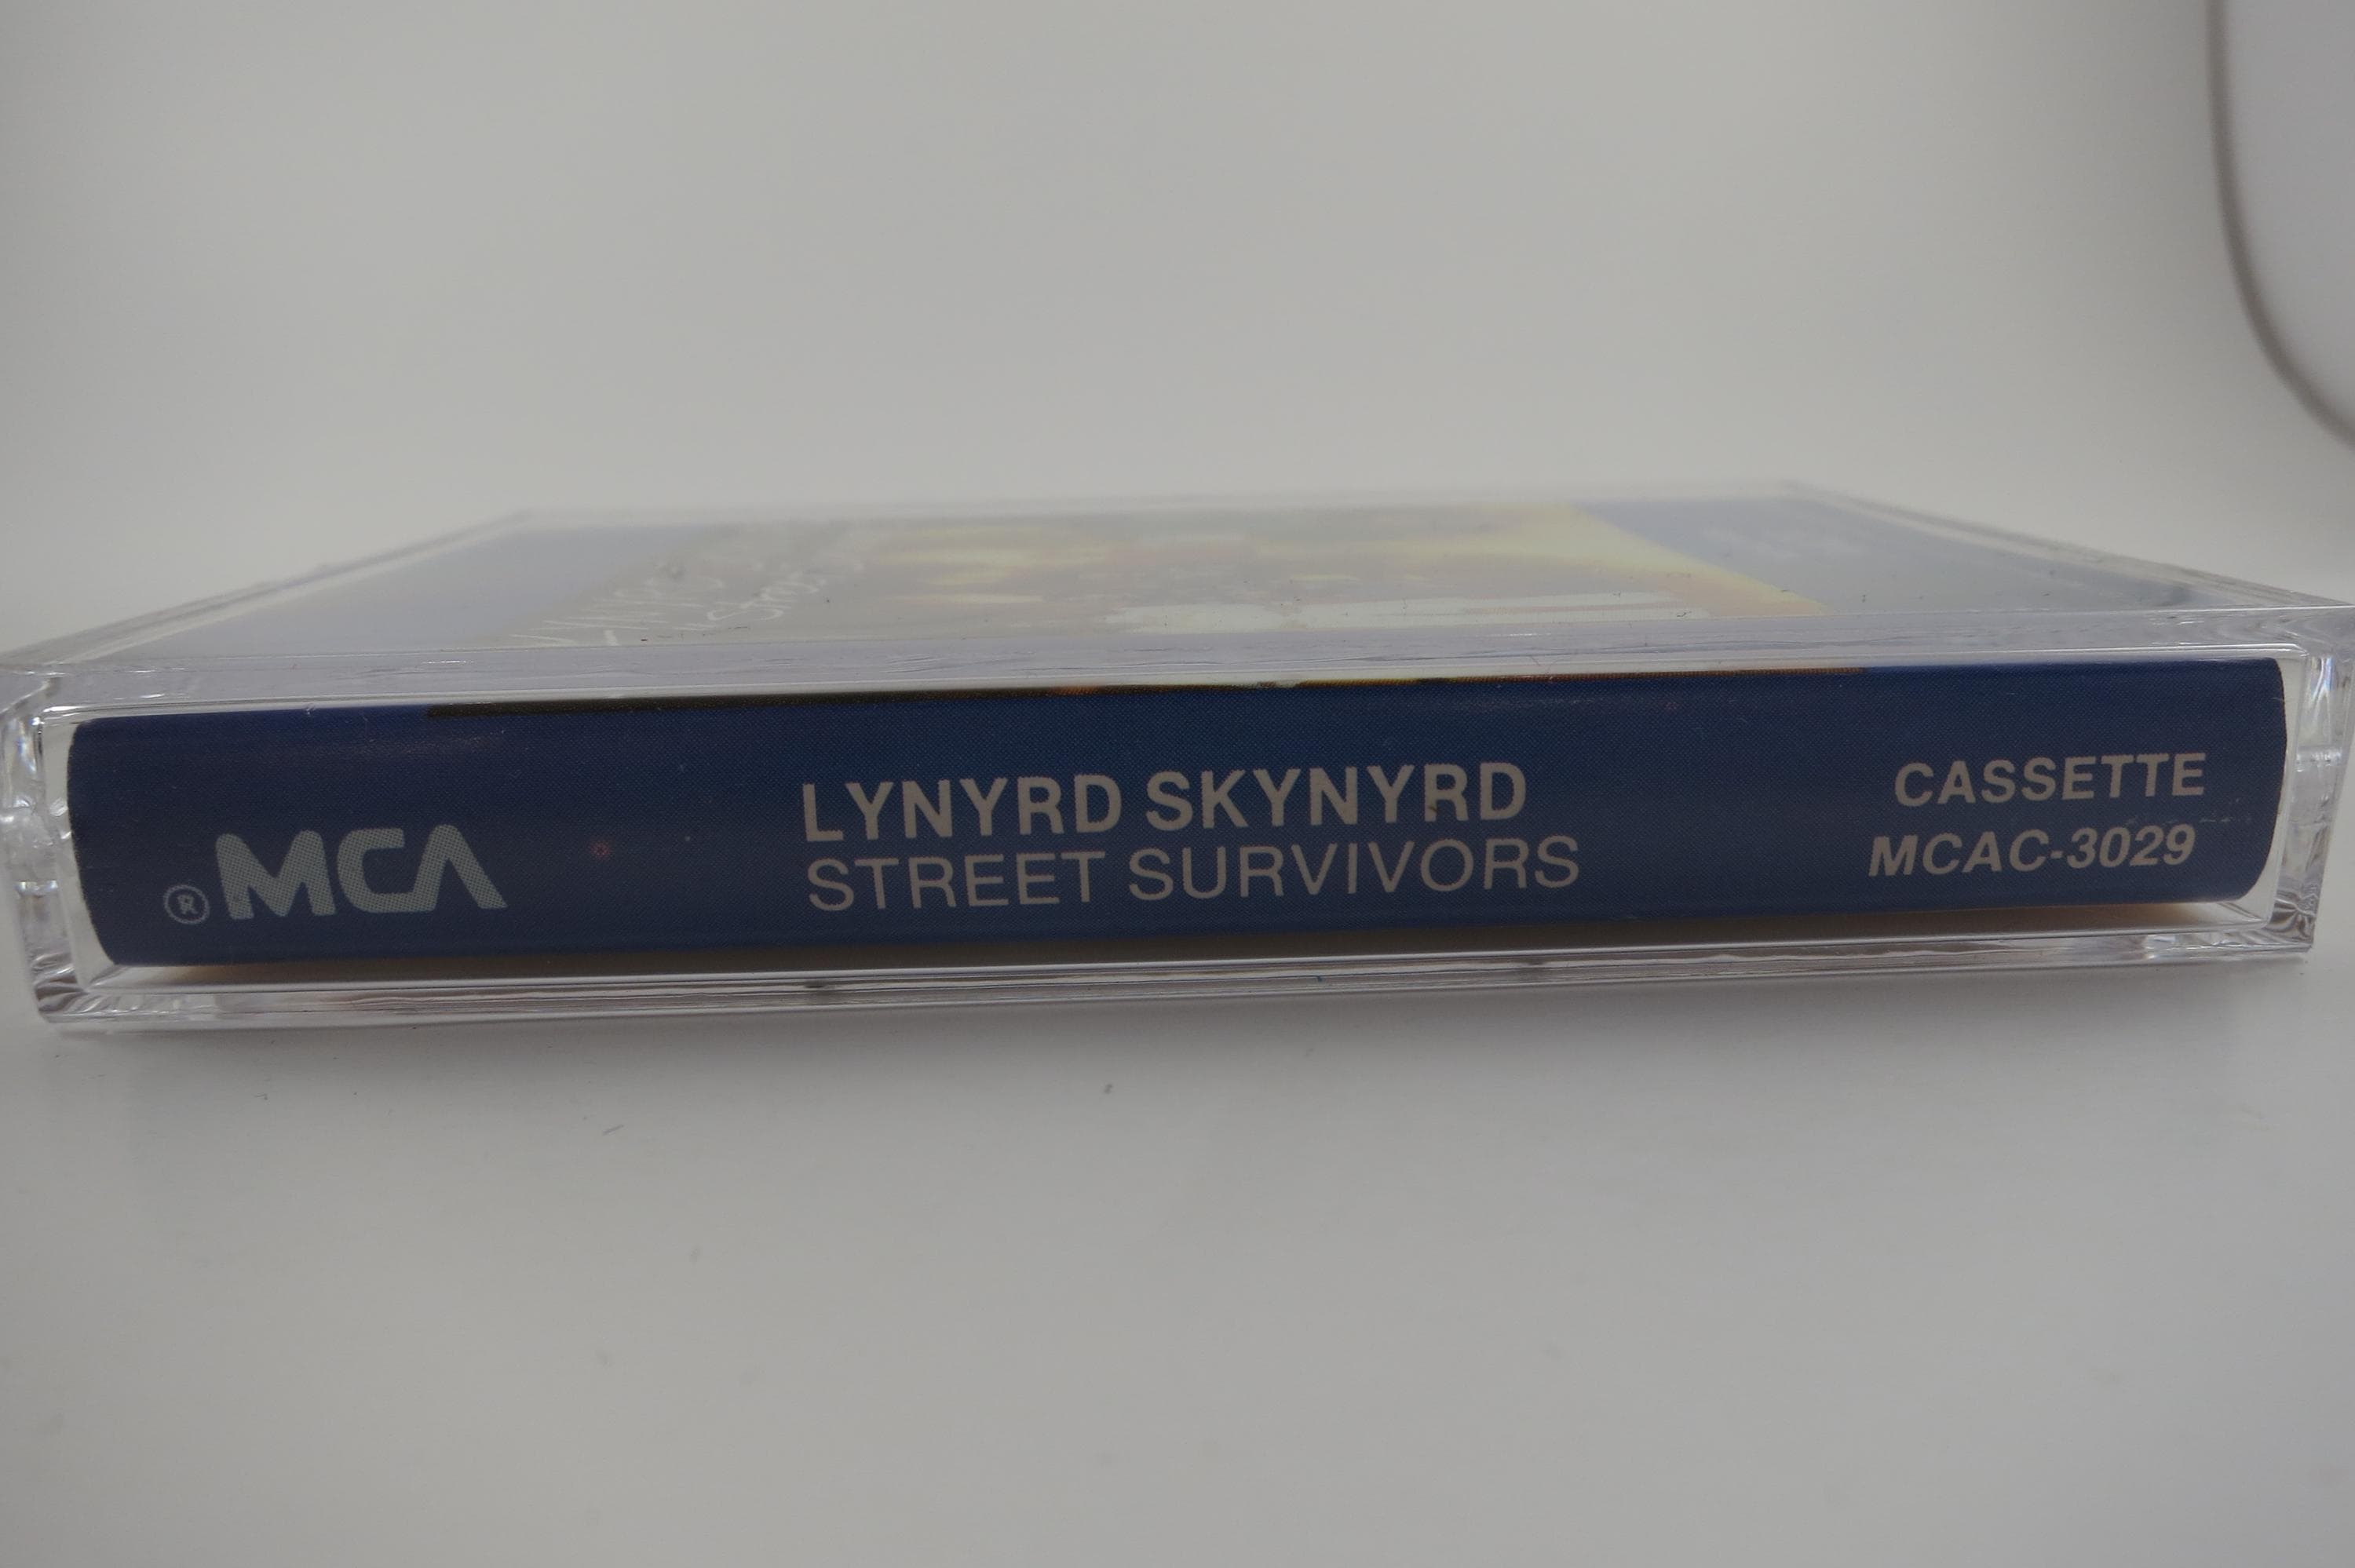 ® MCA
LYNYRD SKYNYRD
STREET SURVIVORS
CASSETTE
MCAC-3029